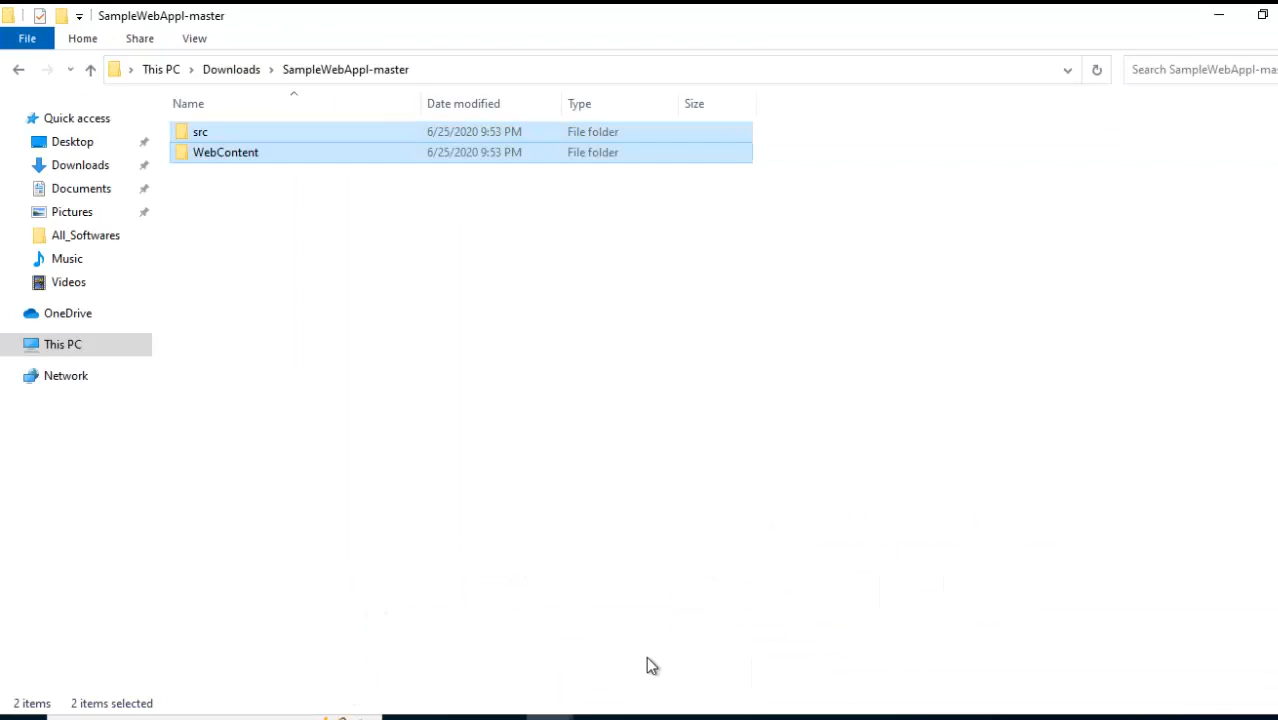 SampleWebAppl-master
File Home Share View
This PC Downloads SampleWebAppl-master Search SampleWebAppl-ma
Name Date modified Type Size
Quick access
Desktop
Downloads
Documents
Pictures
All_Softwares
Music
Videos
OneDrive
This PC
Network
src 6/25/2020 9:53 PM File folder
WebContent 6/25/2020 9:53 PM File folder
2 items 2 items selected